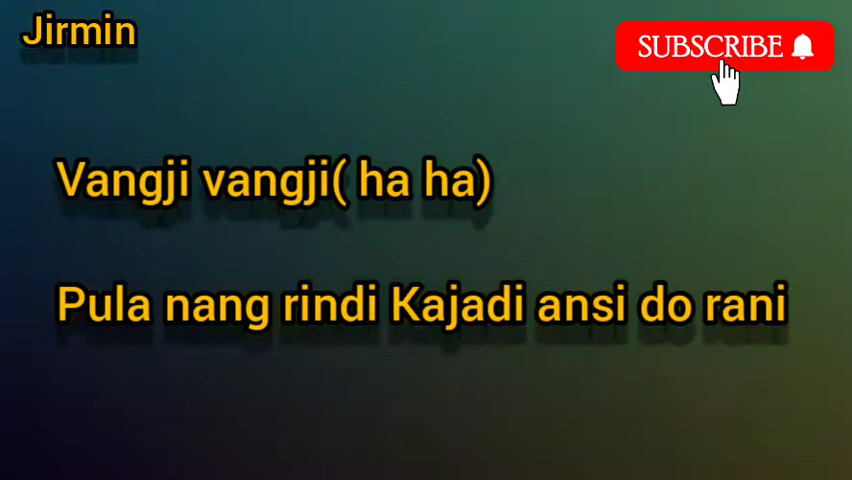 Jirmin
SUBSCRIBE
Vangji vangji( ha ha)
Pula nang rindi Kajadi ansi do rani